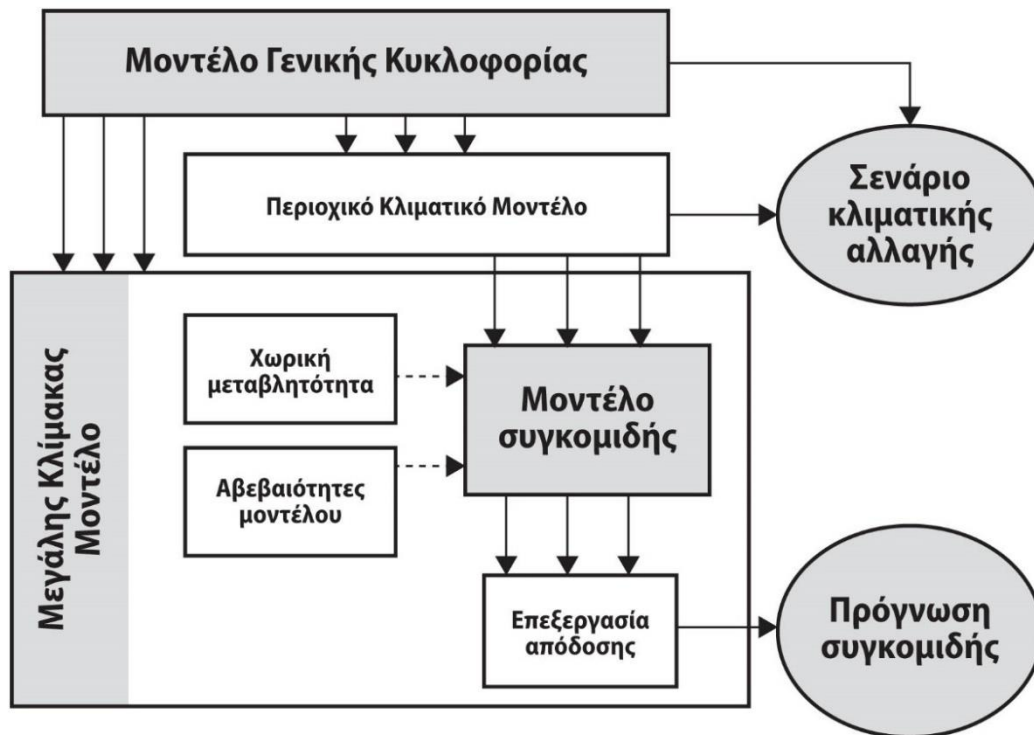 Μοντέλο Γενικής Κυκλοφορίας
Περιοχικό Κλιματικό Μοντέλο
Σενάριο
κλιματικής
αλλαγής
Μεγάλης Κλίμακας
Μοντέλο
Χωρική
μεταβλητότητα
Μοντέλο
συγκομιδής
Αβεβαιότητες
μοντέλου
Επεξεργασία
απόδοσης
Πρόγνωση
συγκομιδής